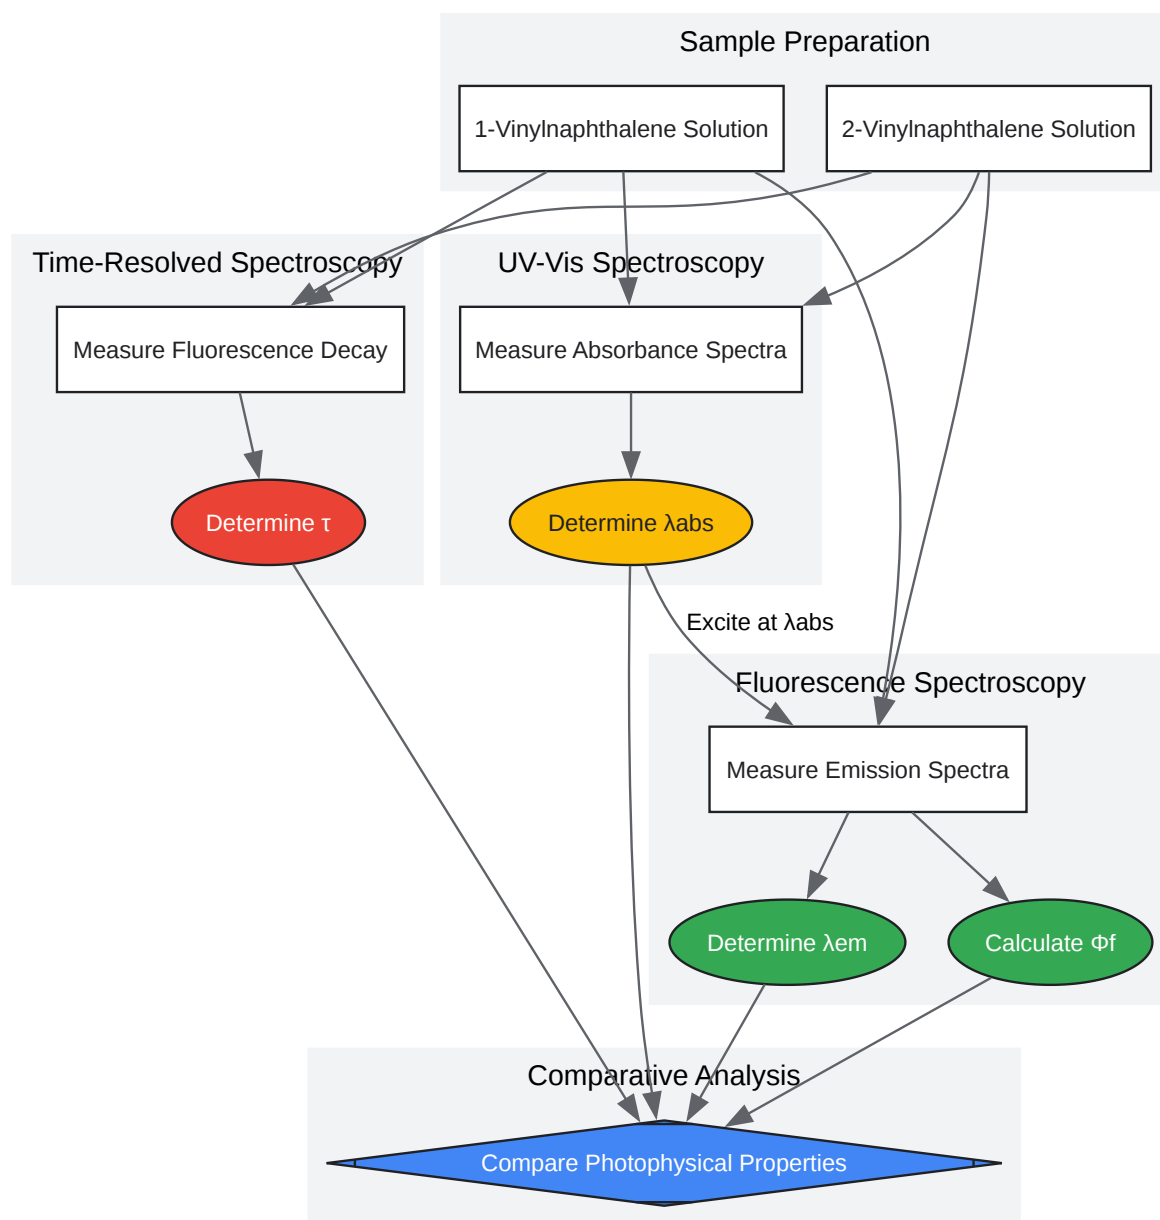 Sample Preparation
1-Vinylnaphthalene Solution
2-Vinylnaphthalene Solution
Time-Resolved Spectroscopy
UV-Vis Spectroscopy
Measure Fluorescence Decay
Measure Absorbance Spectra
Determine τ
Determine λabs
Excite at λabs
Fluorescence Spectroscopy
Measure Emission Spectra
Determine λem
Calculate Φf
Comparative Analysis
Compare Photophysical Properties